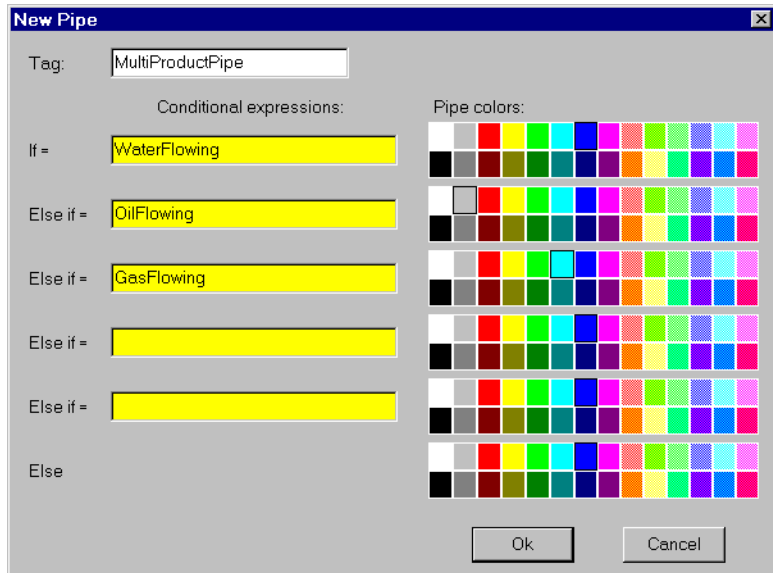 New Pipe
Tag: MultiProductPipe
Conditional expressions: Pipe colors:
If = WaterFlowing
Else if = OilFlowing
Else if = GasFlowing
Else if =
Else if =
Else
Ok Cancel